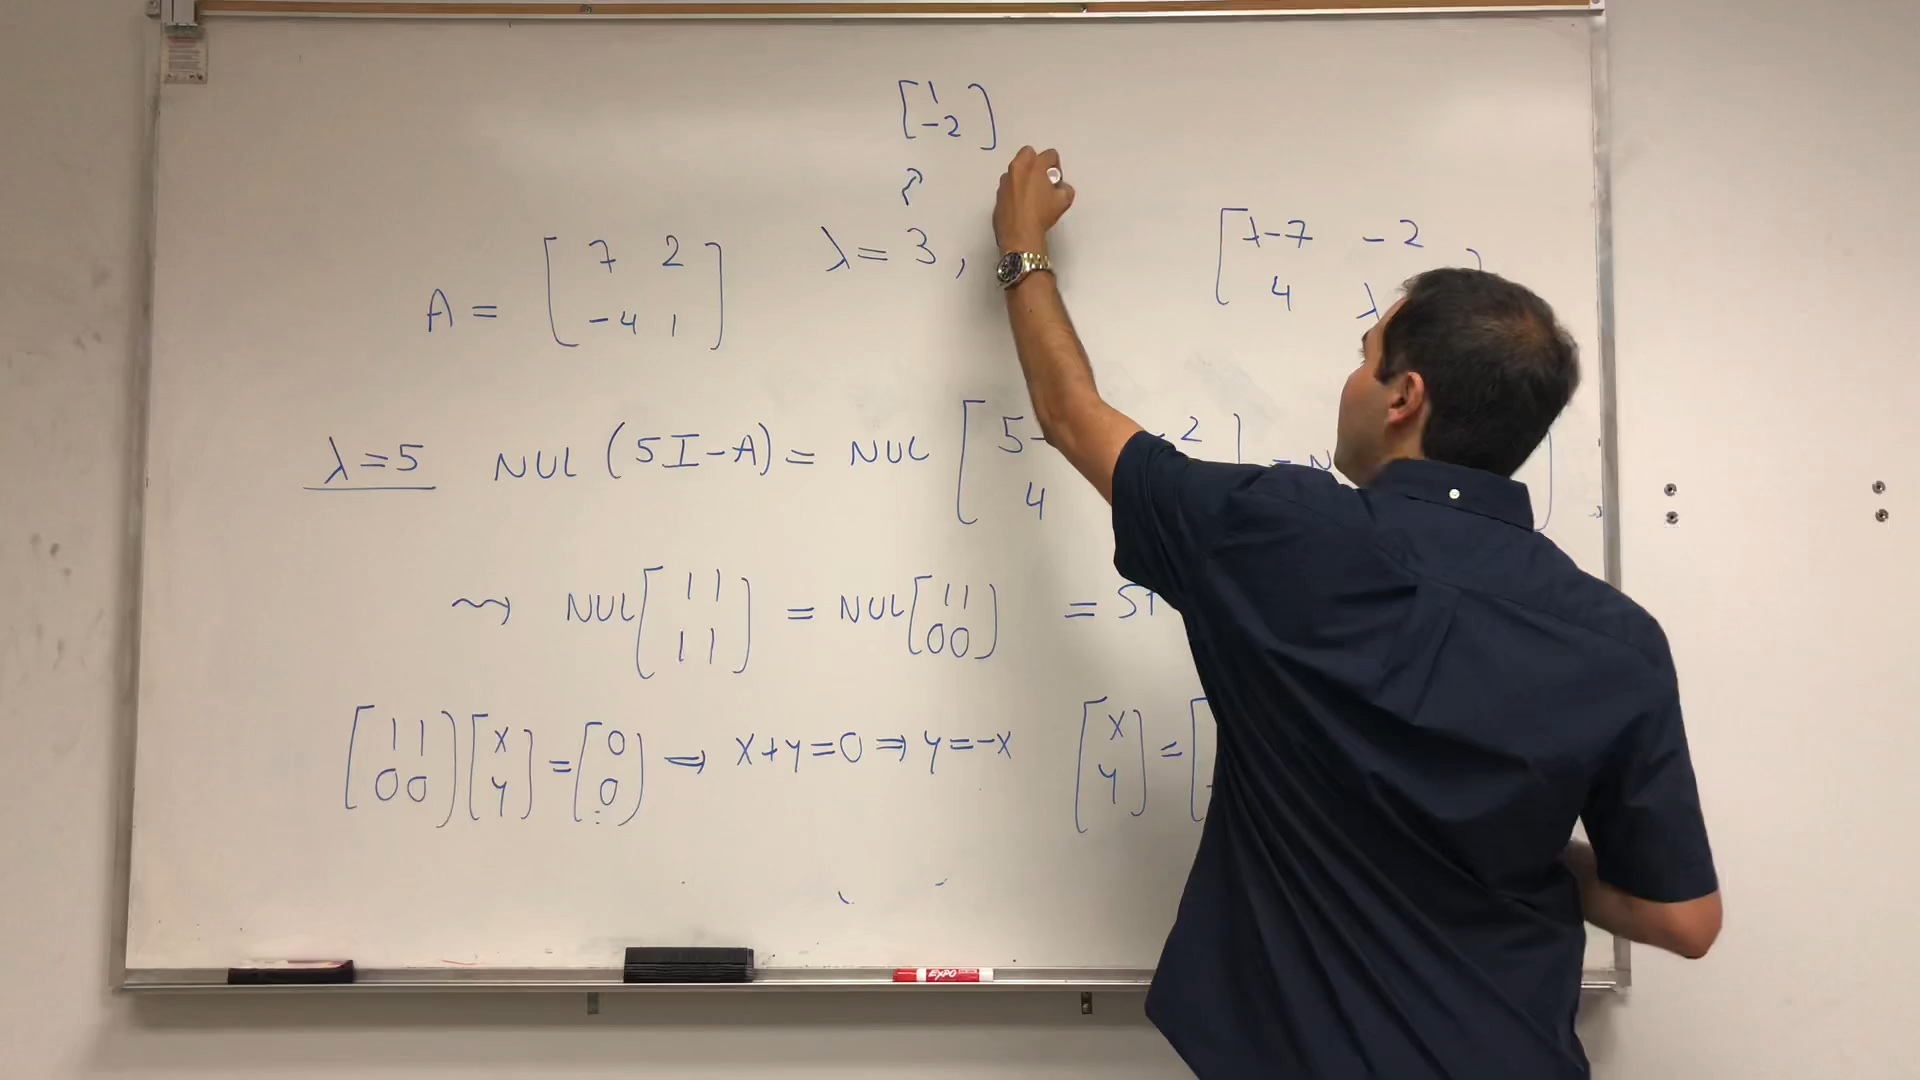 [1
-2]
A = [7 2
-4 1] λ = 3, [λ-7 -2
4 λ
λ=5 NUL (5I-A) = NUL [5- -2
4 ] = N
⇝ NUL [1 1
1 1] = NUL [1 1
0 0] = SP
[1 1
0 0] [x
y] = [0
0] ⇒ x+y=0 ⇒ y=-x [x
y] = [
EXPO